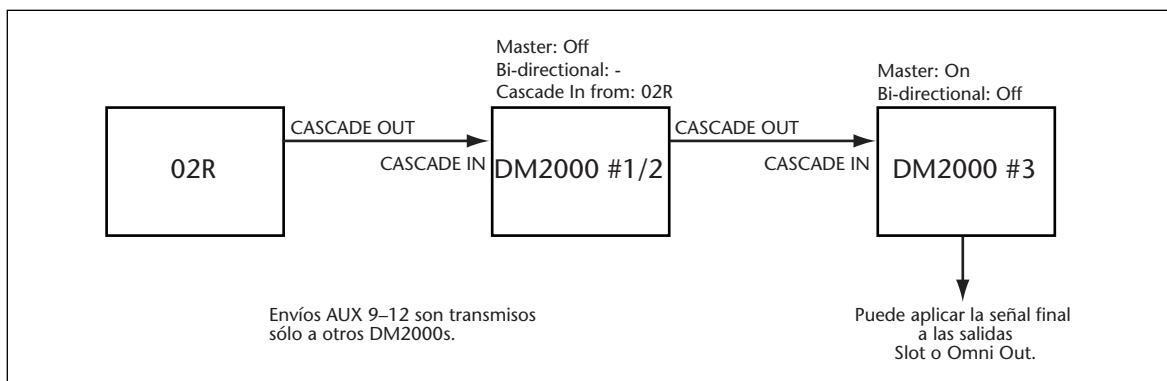 Master: Off
Bi-directional: -
Cascade In from: 02R
Master: On
Bi-directional: Off
02R
CASCADE OUT
CASCADE IN
DM2000 #1/2
CASCADE OUT
CASCADE IN
DM2000 #3
Envíos AUX 9–12 son transmisos
sólo a otros DM2000s.
Puede aplicar la señal final
a las salidas
Slot o Omni Out.